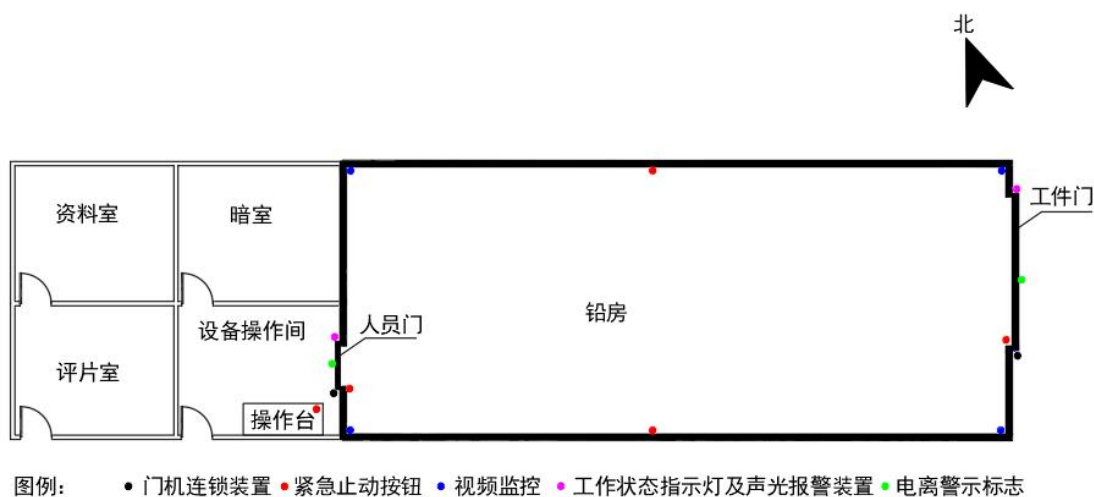 北
资料室
暗室
工件门
铅房
设备操作间
人员门
评片室
操作台
图例： 门机连锁装置 紧急止动按钮 视频监控 工作状态指示灯及声光报警装置 电离警示标志